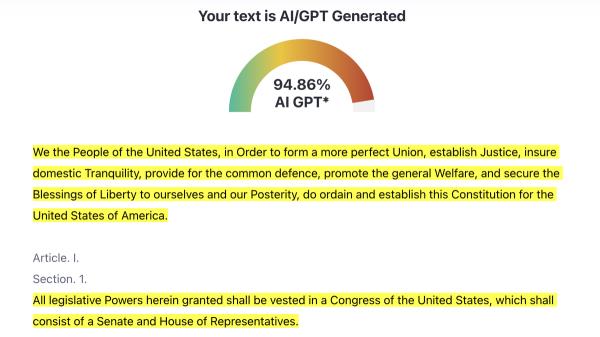 Your text is AI/GPT Generated
94.86%
AI GPT*
We the People of the United States, in Order to form a more perfect Union, establish Justice, insure
domestic Tranquility, provide for the common defence, promote the general Welfare, and secure the
Blessings of Liberty to ourselves and our Posterity, do ordain and establish this Constitution for the
United States of America.
Article. I.
Section. 1.
All legislative Powers herein granted shall be vested in a Congress of the United States, which shall
consist of a Senate and House of Representatives.